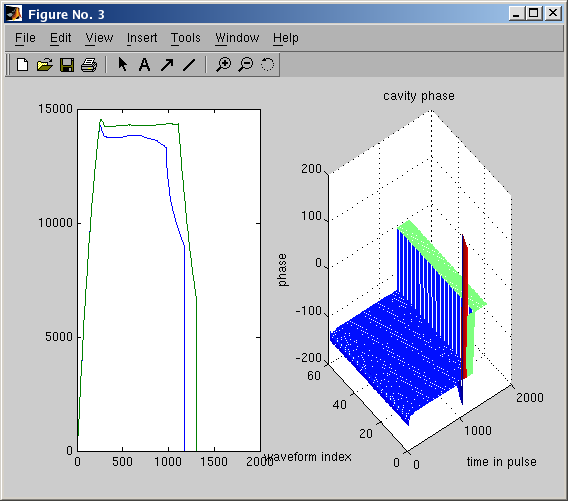 Figure No. 3
File Edit View Insert Tools Window Help
cavity phase
15000
10000
5000
0
0 500 1000 1500 2000
200
100
0
-100
-200
phase
60
40
20
0
waveform index
0
1000
2000
time in pulse